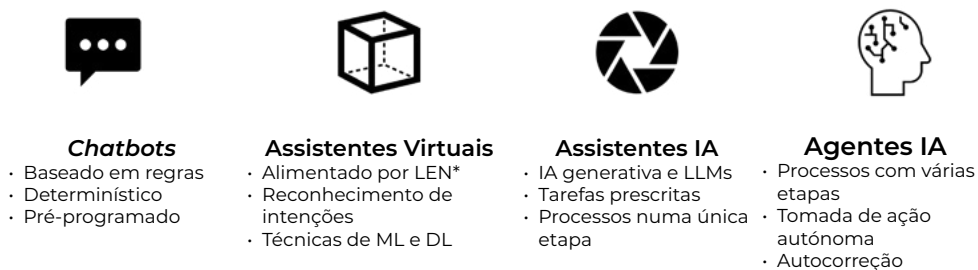 Chatbots
· Baseado em regras
· Determinístico
· Pré-programado
Assistentes Virtuais
· Alimentado por LEN*
· Reconhecimento de
intenções
· Técnicas de ML e DL
Assistentes IA
· IA generativa e LLMs
· Tarefas prescritas
· Processos numa única
etapa
Agentes IA
· Processos com várias
etapas
· Tomada de ação
autónoma
· Autocorreção